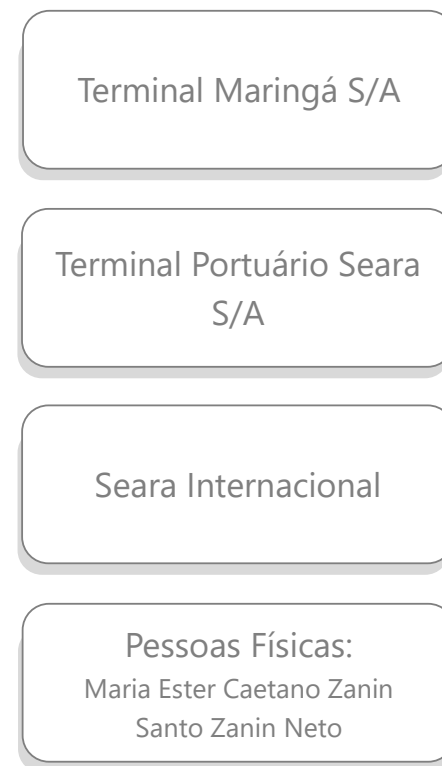 Terminal Maringá S/A
Terminal Portuário Seara
S/A
Seara Internacional
Pessoas Físicas:
Maria Ester Caetano Zanin
Santo Zanin Neto